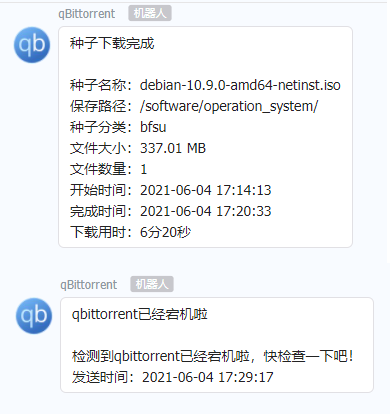 qBittorrent 机器人
qb
种子下载完成
种子名称：debian-10.9.0-amd64-netinst.iso
保存路径：/software/operation_system/
种子分类：bfsu
文件大小：337.01 MB
文件数量：1
开始时间：2021-06-04 17:14:13
完成时间：2021-06-04 17:20:33
下载用时：6分20秒
qBittorrent 机器人
qb
qbittorrent已经宕机啦
检测到qbittorrent已经宕机啦，快检查一下吧！
发送时间：2021-06-04 17:29:17